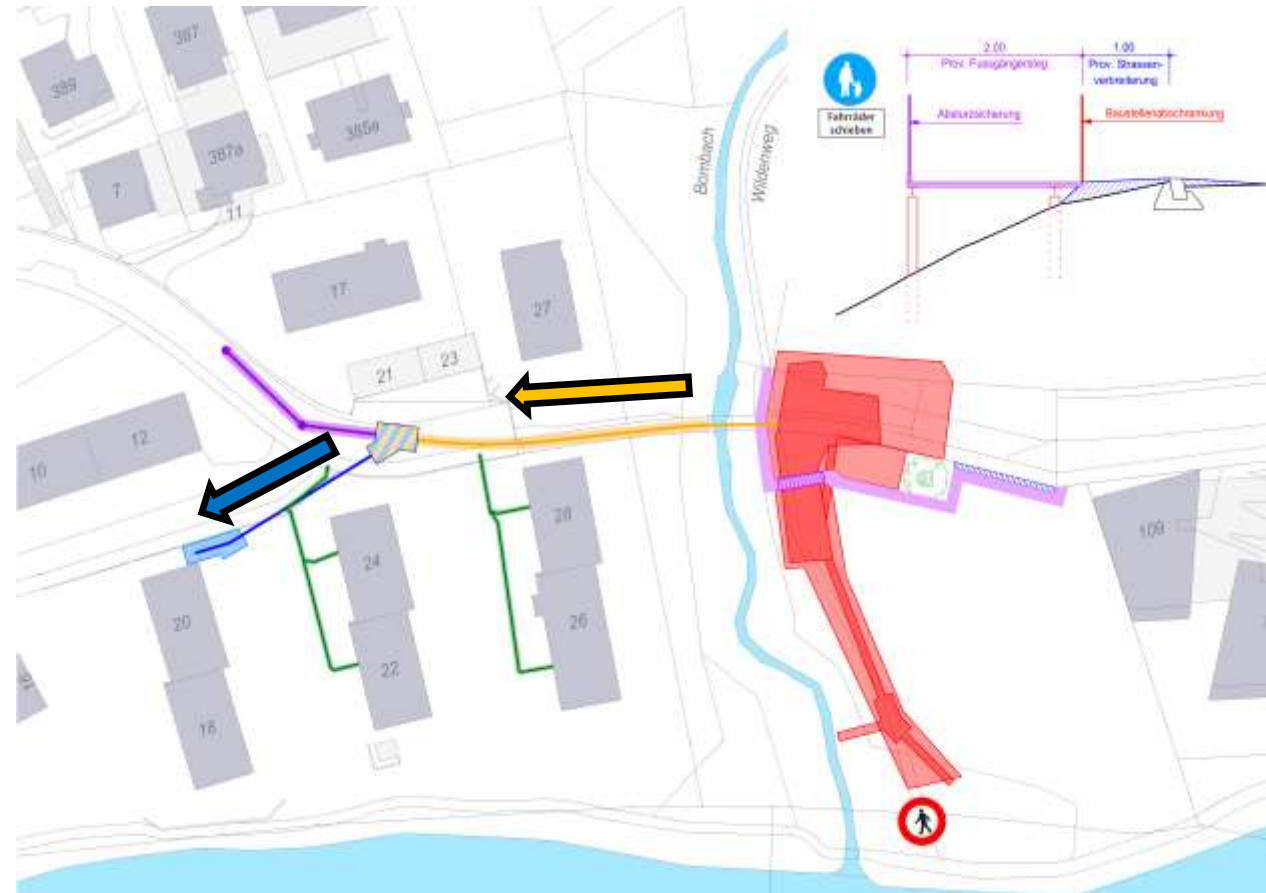 387
389
385a
387a
7
11
17
27
21
23
12
10
28
24
20
26
22
18
109
Bombach
Wildenweg
Fahrräder
schieben
2.00
Prov. Fussgängersteg
1.00
Prov. Strassen-
verbreiterung
Absturzsicherung
Baustellenabschrankung